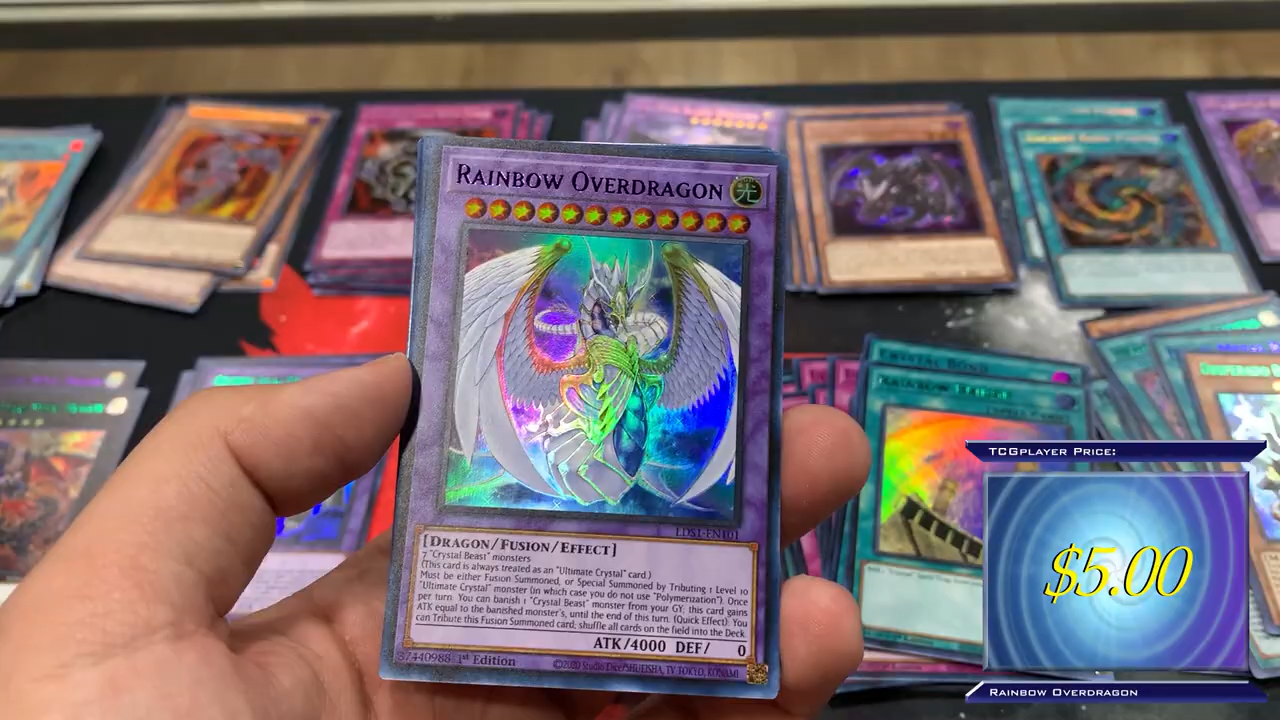 RAINBOW OVERDRAGON
光
LDS1-EN101
[DRAGON/FUSION/EFFECT]
7 "Crystal Beast" monsters
(This card is always treated as an "Ultimate Crystal" card.)
Must be either Fusion Summoned, or Special Summoned by Tributing 1 Level 10
"Ultimate Crystal" monster (in which case you do not use "Polymerization"). Once
per turn: You can banish 1 "Crystal Beast" monster from your GY; this card gains
ATK equal to the banished monster's, until the end of this turn. (Quick Effect): You
can Tribute this Fusion Summoned card; shuffle all cards on the field into the Deck.
ATK/4000 DEF/ 0
37440988 1st Edition
©2020 Studio Dice/SHUEISHA, TV TOKYO, KONAMI
CRYSTAL BOND
RAINBOW BRIDGE
TCGPLAYER PRICE:
$5.00
RAINBOW OVERDRAGON